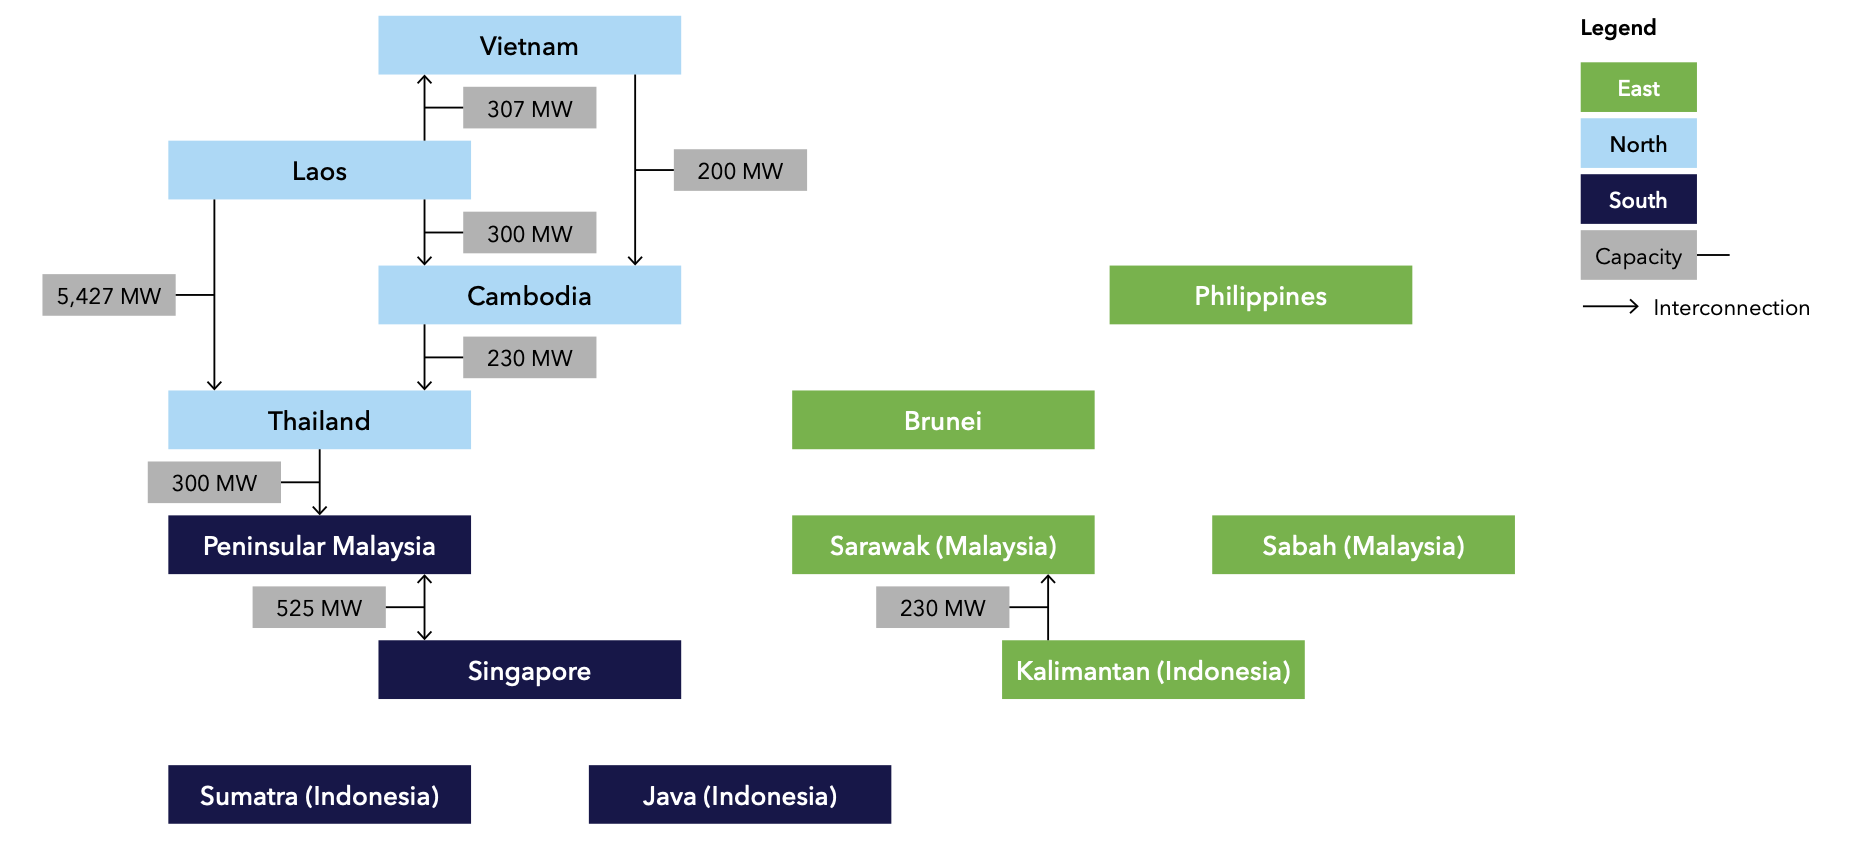 Vietnam
307 MW
Laos
200 MW
300 MW
Cambodia
5,427 MW
230 MW
Thailand
300 MW
Peninsular Malaysia
525 MW
Singapore
Sumatra (Indonesia)
Java (Indonesia)
Philippines
Brunei
Sarawak (Malaysia)
Sabah (Malaysia)
230 MW
Kalimantan (Indonesia)
Legend
East
North
South
Capacity
Interconnection